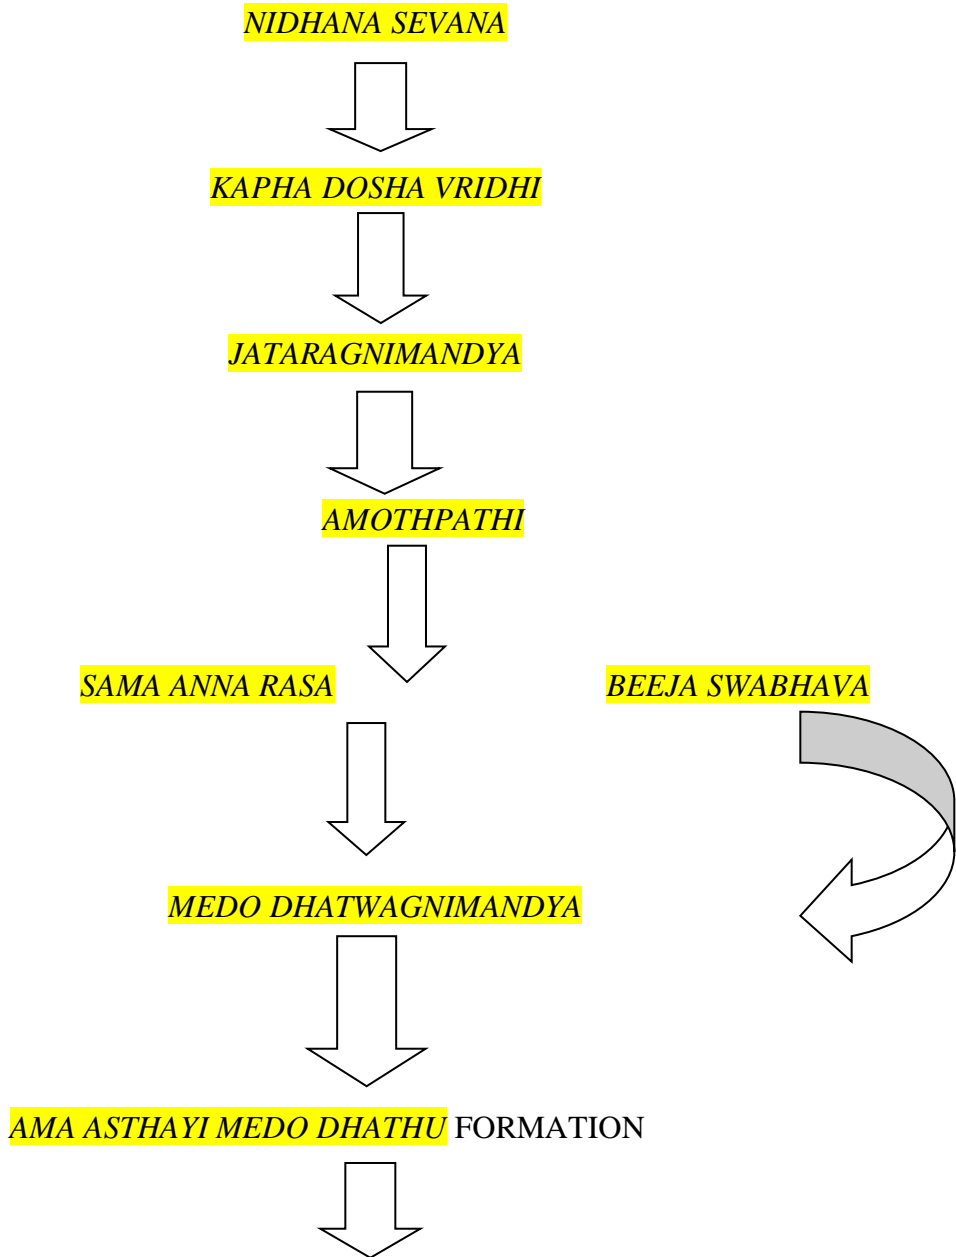 NIDHANA SEVANA
KAPHA DOSHA VRIDHI
JATARAGNIMANDYA
AMOTHPATHI
SAMA ANNA RASA
BEEJA SWABHAVA
MEDO DHATWAGNIMANDYA
AMA ASTHAYI MEDO DHATHU FORMATION